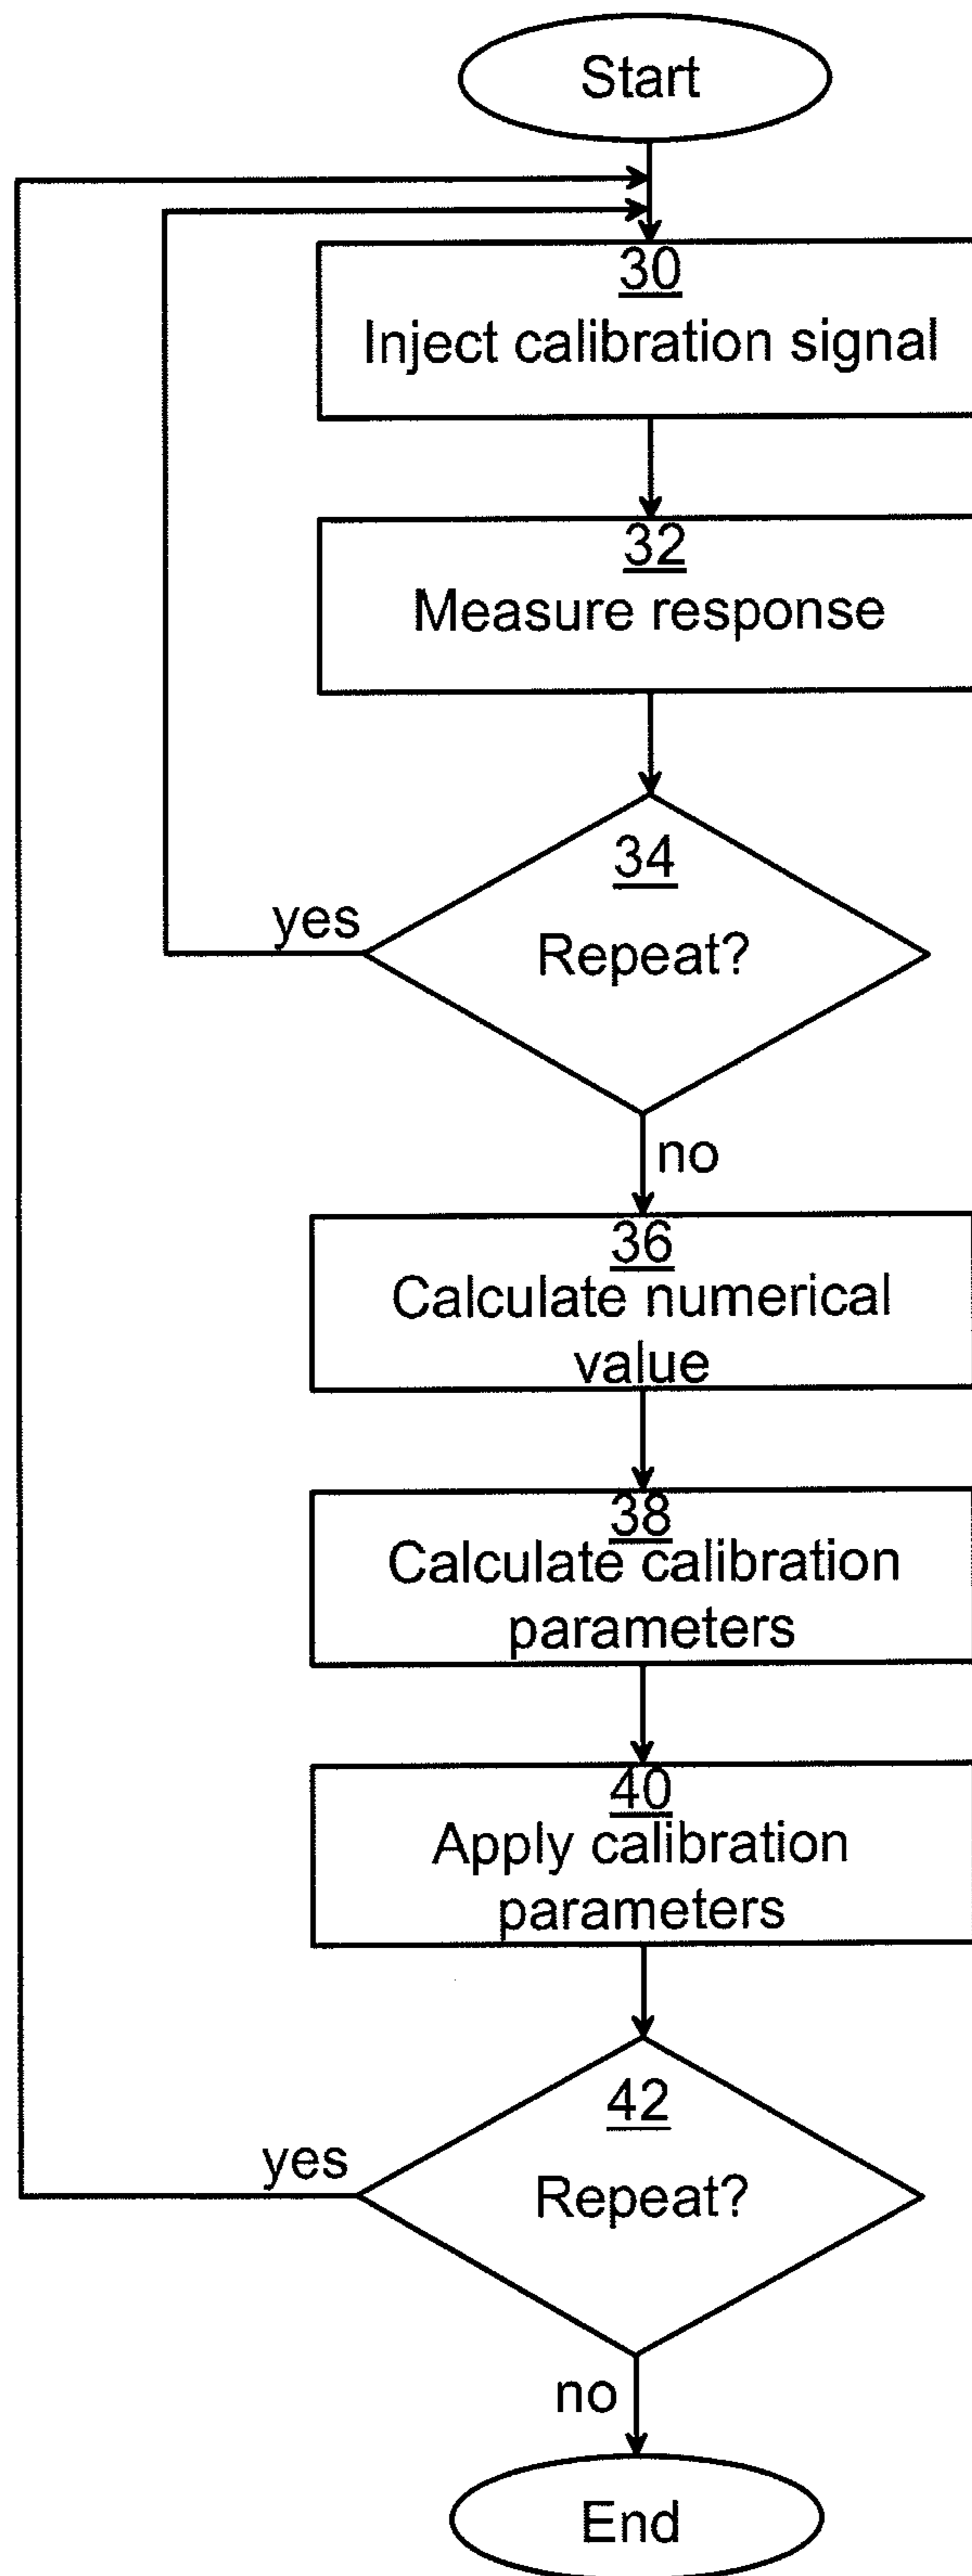 Start
30
Inject calibration signal
32
Measure response
34
yes
Repeat?
no
36
Calculate numerical
value
38
Calculate calibration
parameters
40
Apply calibration
parameters
42
yes
Repeat?
no
End